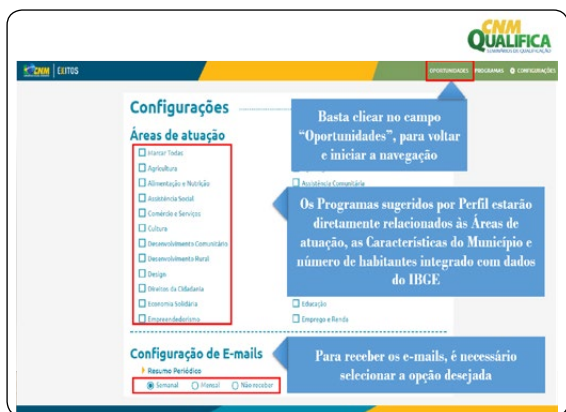 CNM
QUALIFICA
SEMINÁRIOS DE QUALIFICAÇÃO
CNM | EXITOS
OPORTUNIDADES PROGRAMAS CONFIGURAÇÕES
Configurações
Basta clicar no campo
“Oportunidades”, para voltar
e iniciar a navegação
Áreas de atuação
Marcar Todas
Agricultura
Alimentação e Nutrição
Assistência Comunitária
Assistência Social
Comércio e Serviços
Cultura
Desenvolvimento Comunitário
Desenvolvimento Rural
Design
Direitos da Cidadania
Economia Solidária
Educação
Empreendedorismo
Emprego e Renda
Os Programas sugeridos por Perfil estarão
diretamente relacionados às Áreas de
atuação, as Características do Município e
número de habitantes integrado com dados
do IBGE
Configuração de E-mails
Resumo Periódico
Semanal Mensal Não receber
Para receber os e-mails, é necessário
selecionar a opção desejada